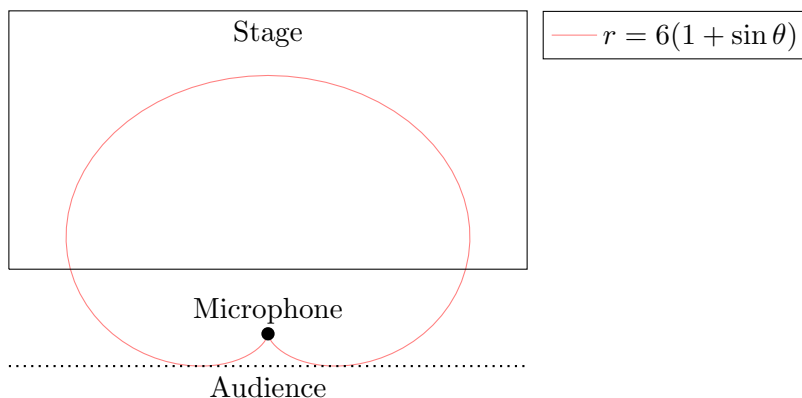 Stage
r = 6(1 + sin θ)
Microphone
Audience